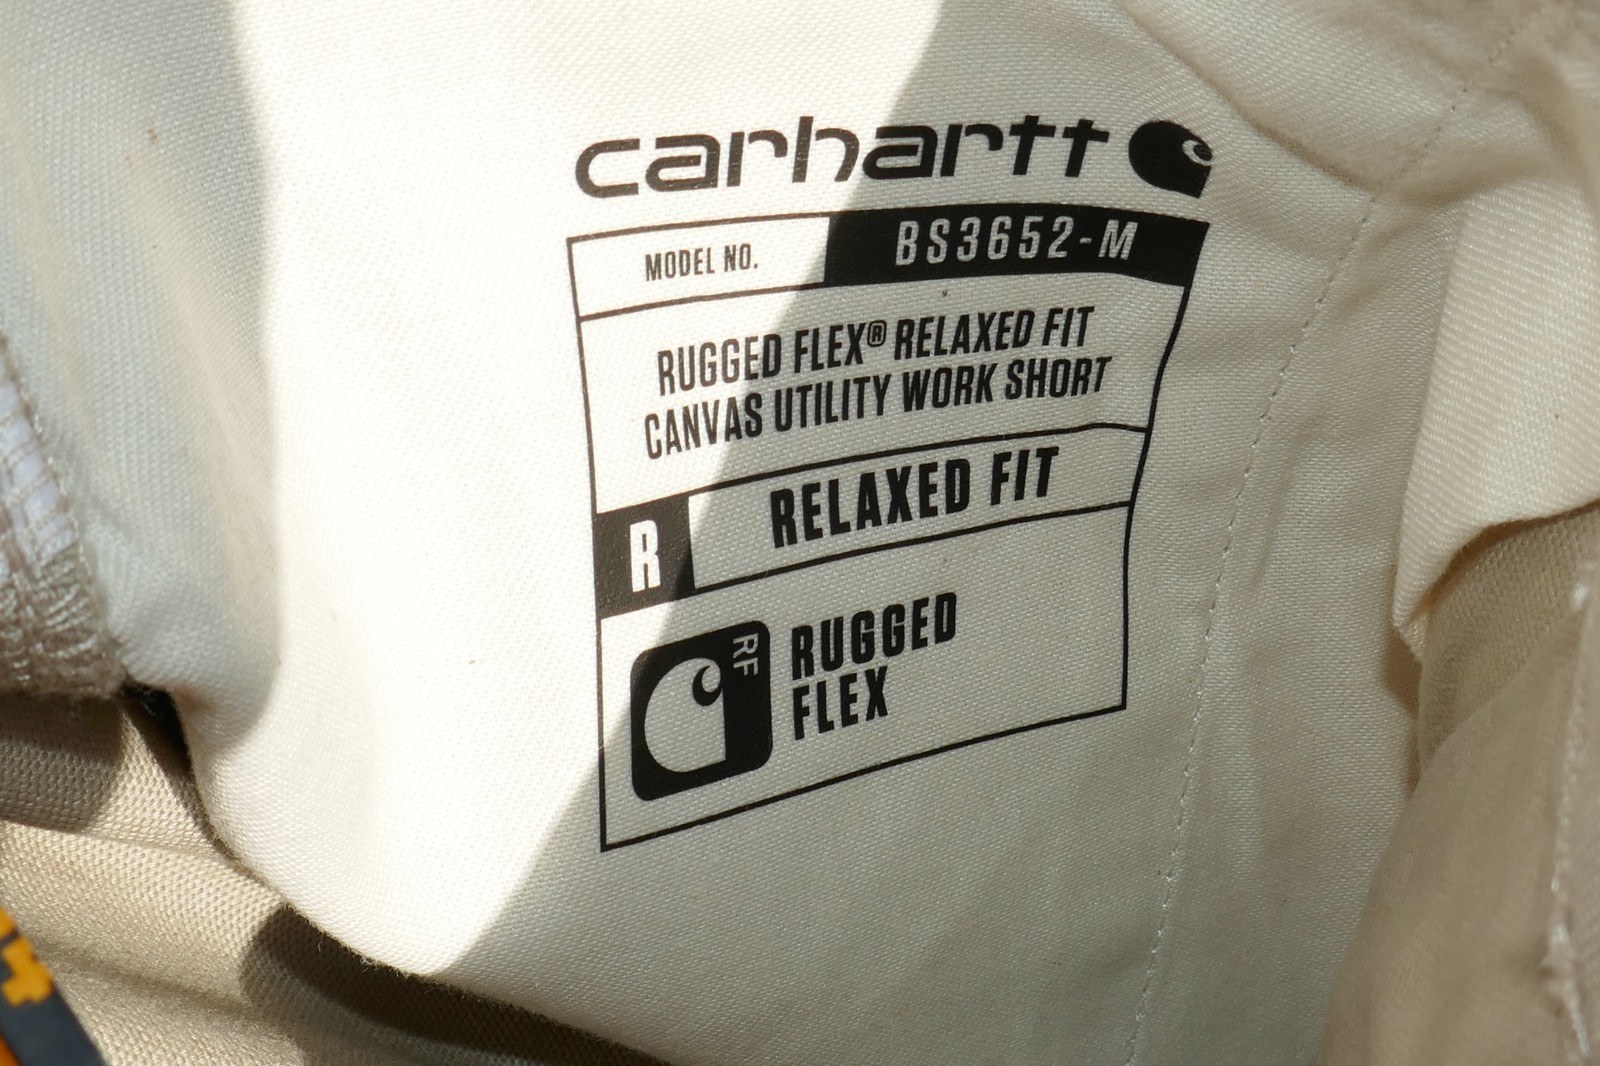 carhartt
MODEL NO. BS3652-M
RUGGED FLEX® RELAXED FIT
CANVAS UTILITY WORK SHORT
R RELAXED FIT
RF
RUGGED
FLEX